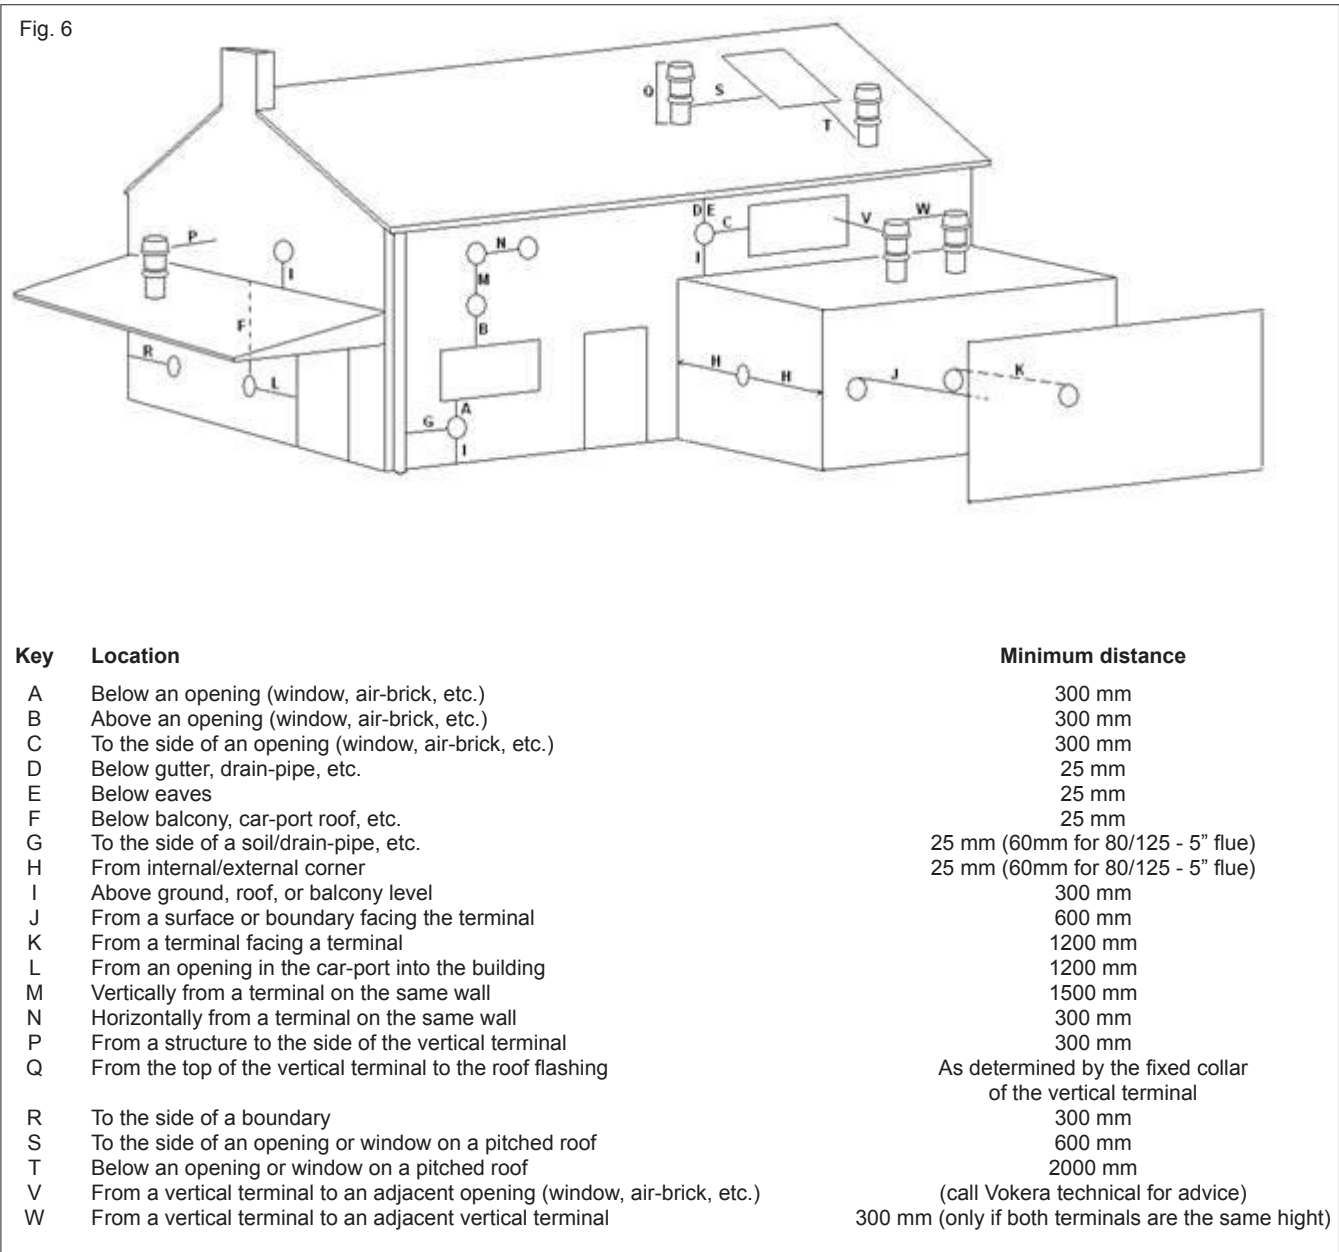 Fig. 6
Q
S
T
D E
C
V
W
I
P
I
N
M
B
F
R
L
G
A
I
H
H
J
K
Key Location Minimum distance
A Below an opening (window, air-brick, etc.) 300 mm
B Above an opening (window, air-brick, etc.) 300 mm
C To the side of an opening (window, air-brick, etc.) 300 mm
D Below gutter, drain-pipe, etc. 25 mm
E Below eaves 25 mm
F Below balcony, car-port roof, etc. 25 mm
G To the side of a soil/drain-pipe, etc. 25 mm (60mm for 80/125 - 5” flue)
H From internal/external corner 25 mm (60mm for 80/125 - 5” flue)
I Above ground, roof, or balcony level 300 mm
J From a surface or boundary facing the terminal 600 mm
K From a terminal facing a terminal 1200 mm
L From an opening in the car-port into the building 1200 mm
M Vertically from a terminal on the same wall 1500 mm
N Horizontally from a terminal on the same wall 300 mm
P From a structure to the side of the vertical terminal 300 mm
Q From the top of the vertical terminal to the roof flashing As determined by the fixed collar
of the vertical terminal
R To the side of a boundary 300 mm
S To the side of an opening or window on a pitched roof 600 mm
T Below an opening or window on a pitched roof 2000 mm
V From a vertical terminal to an adjacent opening (window, air-brick, etc.) (call Vokera technical for advice)
W From a vertical terminal to an adjacent vertical terminal 300 mm (only if both terminals are the same hight)